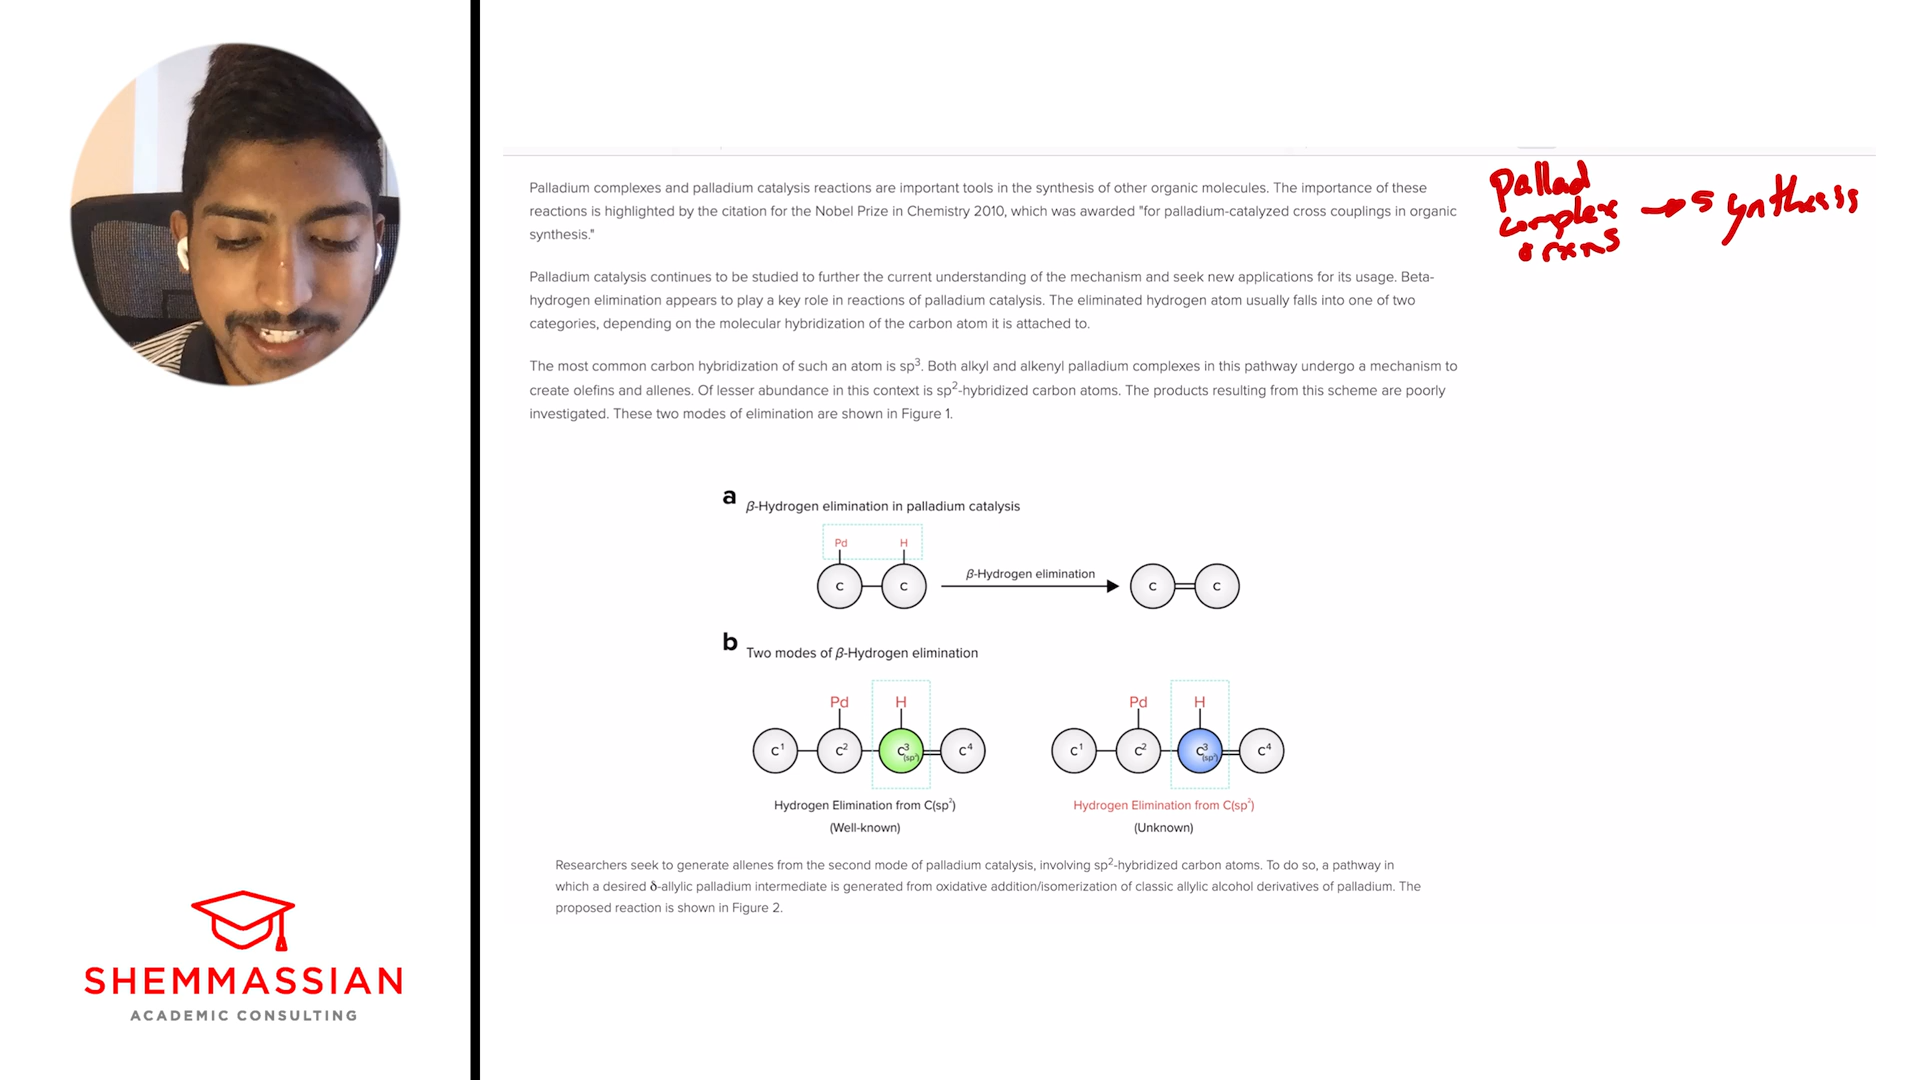 Palladium complexes and palladium catalysis reactions are important tools in the synthesis of other organic molecules. The importance of these
reactions is highlighted by the citation for the Nobel Prize in Chemistry 2010, which was awarded "for palladium-catalyzed cross couplings in organic
synthesis."
Pallad
complex
rxns
→ synthesis
Palladium catalysis continues to be studied to further the current understanding of the mechanism and seek new applications for its usage. Beta-
hydrogen elimination appears to play a key role in reactions of palladium catalysis. The eliminated hydrogen atom usually falls into one of two
categories, depending on the molecular hybridization of the carbon atom it is attached to.
The most common carbon hybridization of such an atom is sp³. Both alkyl and alkenyl palladium complexes in this pathway undergo a mechanism to
create olefins and allenes. Of lesser abundance in this context is sp²-hybridized carbon atoms. The products resulting from this scheme are poorly
investigated. These two modes of elimination are shown in Figure 1.
a β-Hydrogen elimination in palladium catalysis
Pd H
C C β-Hydrogen elimination C C
b Two modes of β-Hydrogen elimination
Pd H Pd H
C¹ C² C³ C⁴ C¹ C² C³ C⁴
Hydrogen Elimination from C(sp²) Hydrogen Elimination from C(sp²)
(Well-known) (Unknown)
Researchers seek to generate allenes from the second mode of palladium catalysis, involving sp²-hybridized carbon atoms. To do so, a pathway in
which a desired δ-allylic palladium intermediate is generated from oxidative addition/isomerization of classic allylic alcohol derivatives of palladium. The
proposed reaction is shown in Figure 2.
SHEMMASSIAN
ACADEMIC CONSULTING